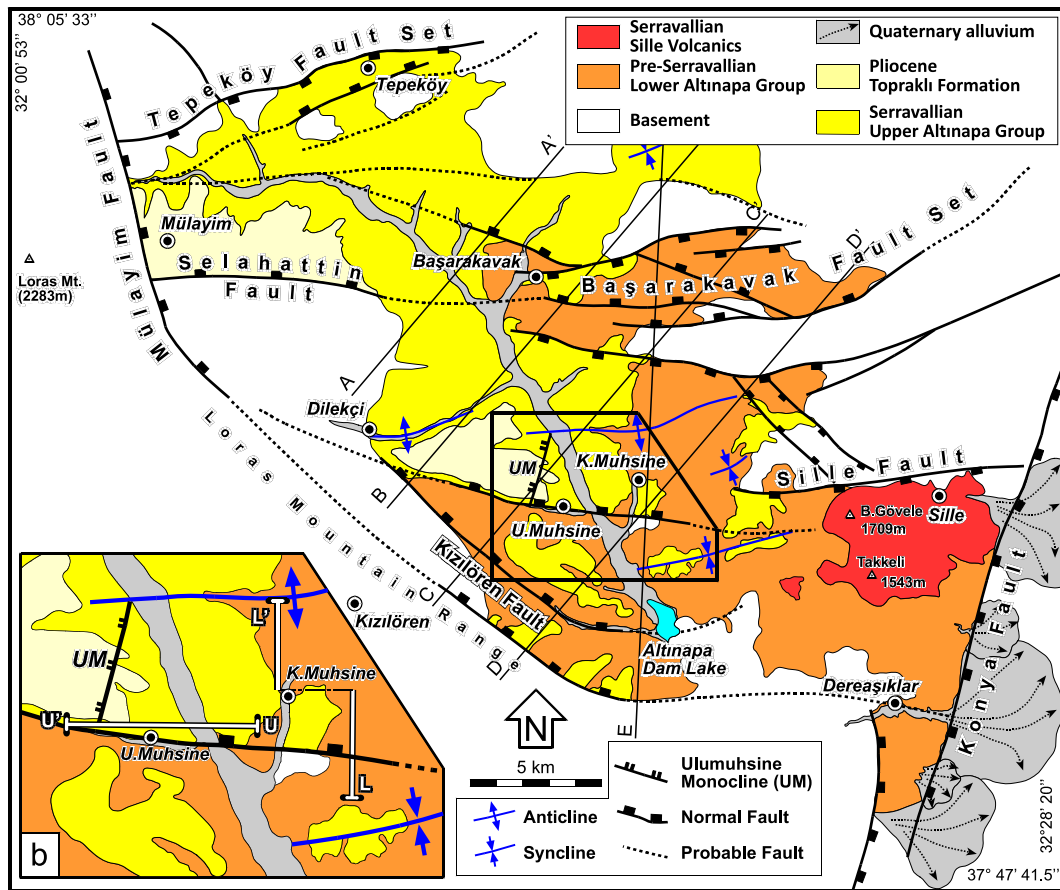 38° 05' 33''
32° 00' 53''
Serravallian
Sille Volcanics
Pre-Serravallian
Lower Altınapa Group
Basement
Quaternary alluvium
Pliocene
Topraklı Formation
Serravallian
Upper Altınapa Group
Tepeköy Fault Set
Tepeköy
Mülayim Fault
A'
C'
D'
Mülayim
Loras Mt.
(2283m)
Selahattin
Fault
Başarakavak
Başarakavak Fault Set
A
Dilekçi
UM
K.Muhsine
Sille Fault
B
U.Muhsine
B.Gövele
1709m
Sille
Takkeli
1543m
Loras Mountain Range
Kızılören Fault
C
Kızılören
D
Altınapa
Dam Lake
Dereaşıklar
Konya Fault
E
N
5 km
L'
UM
K.Muhsine
U'
U
U.Muhsine
L
b
Ulumuhsine
Monocline (UM)
Anticline
Normal Fault
Syncline
Probable Fault
32° 28' 20''
37° 47' 41.5''